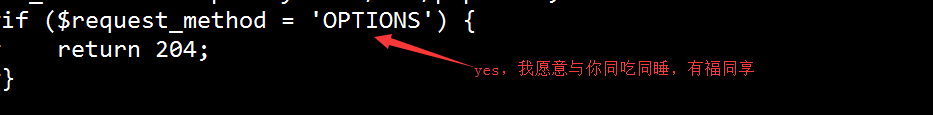 if ($request_method = 'OPTIONS') {
return 204;
}
yes，我愿意与你同吃同睡，有福同享